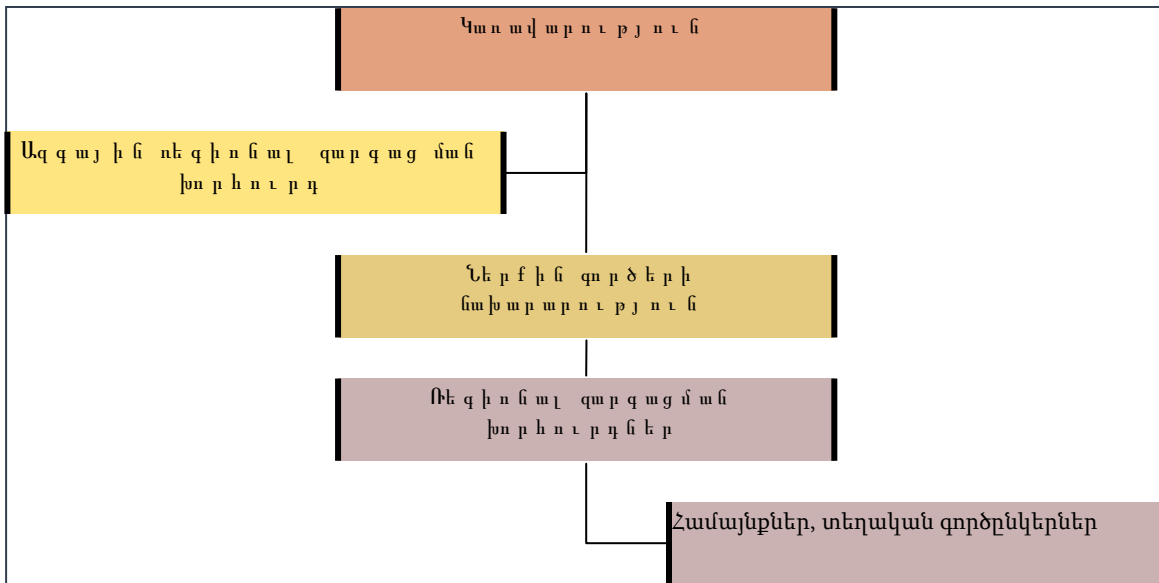 Կառավարություն
Ազգային ռեգիոնալ զարգացման
խորհուրդ
Ներքին գործերի
նախարարություն
Ռեգիոնալ զարգացման
խորհուրդներ
Համայնքներ, տեղական գործընկերներ